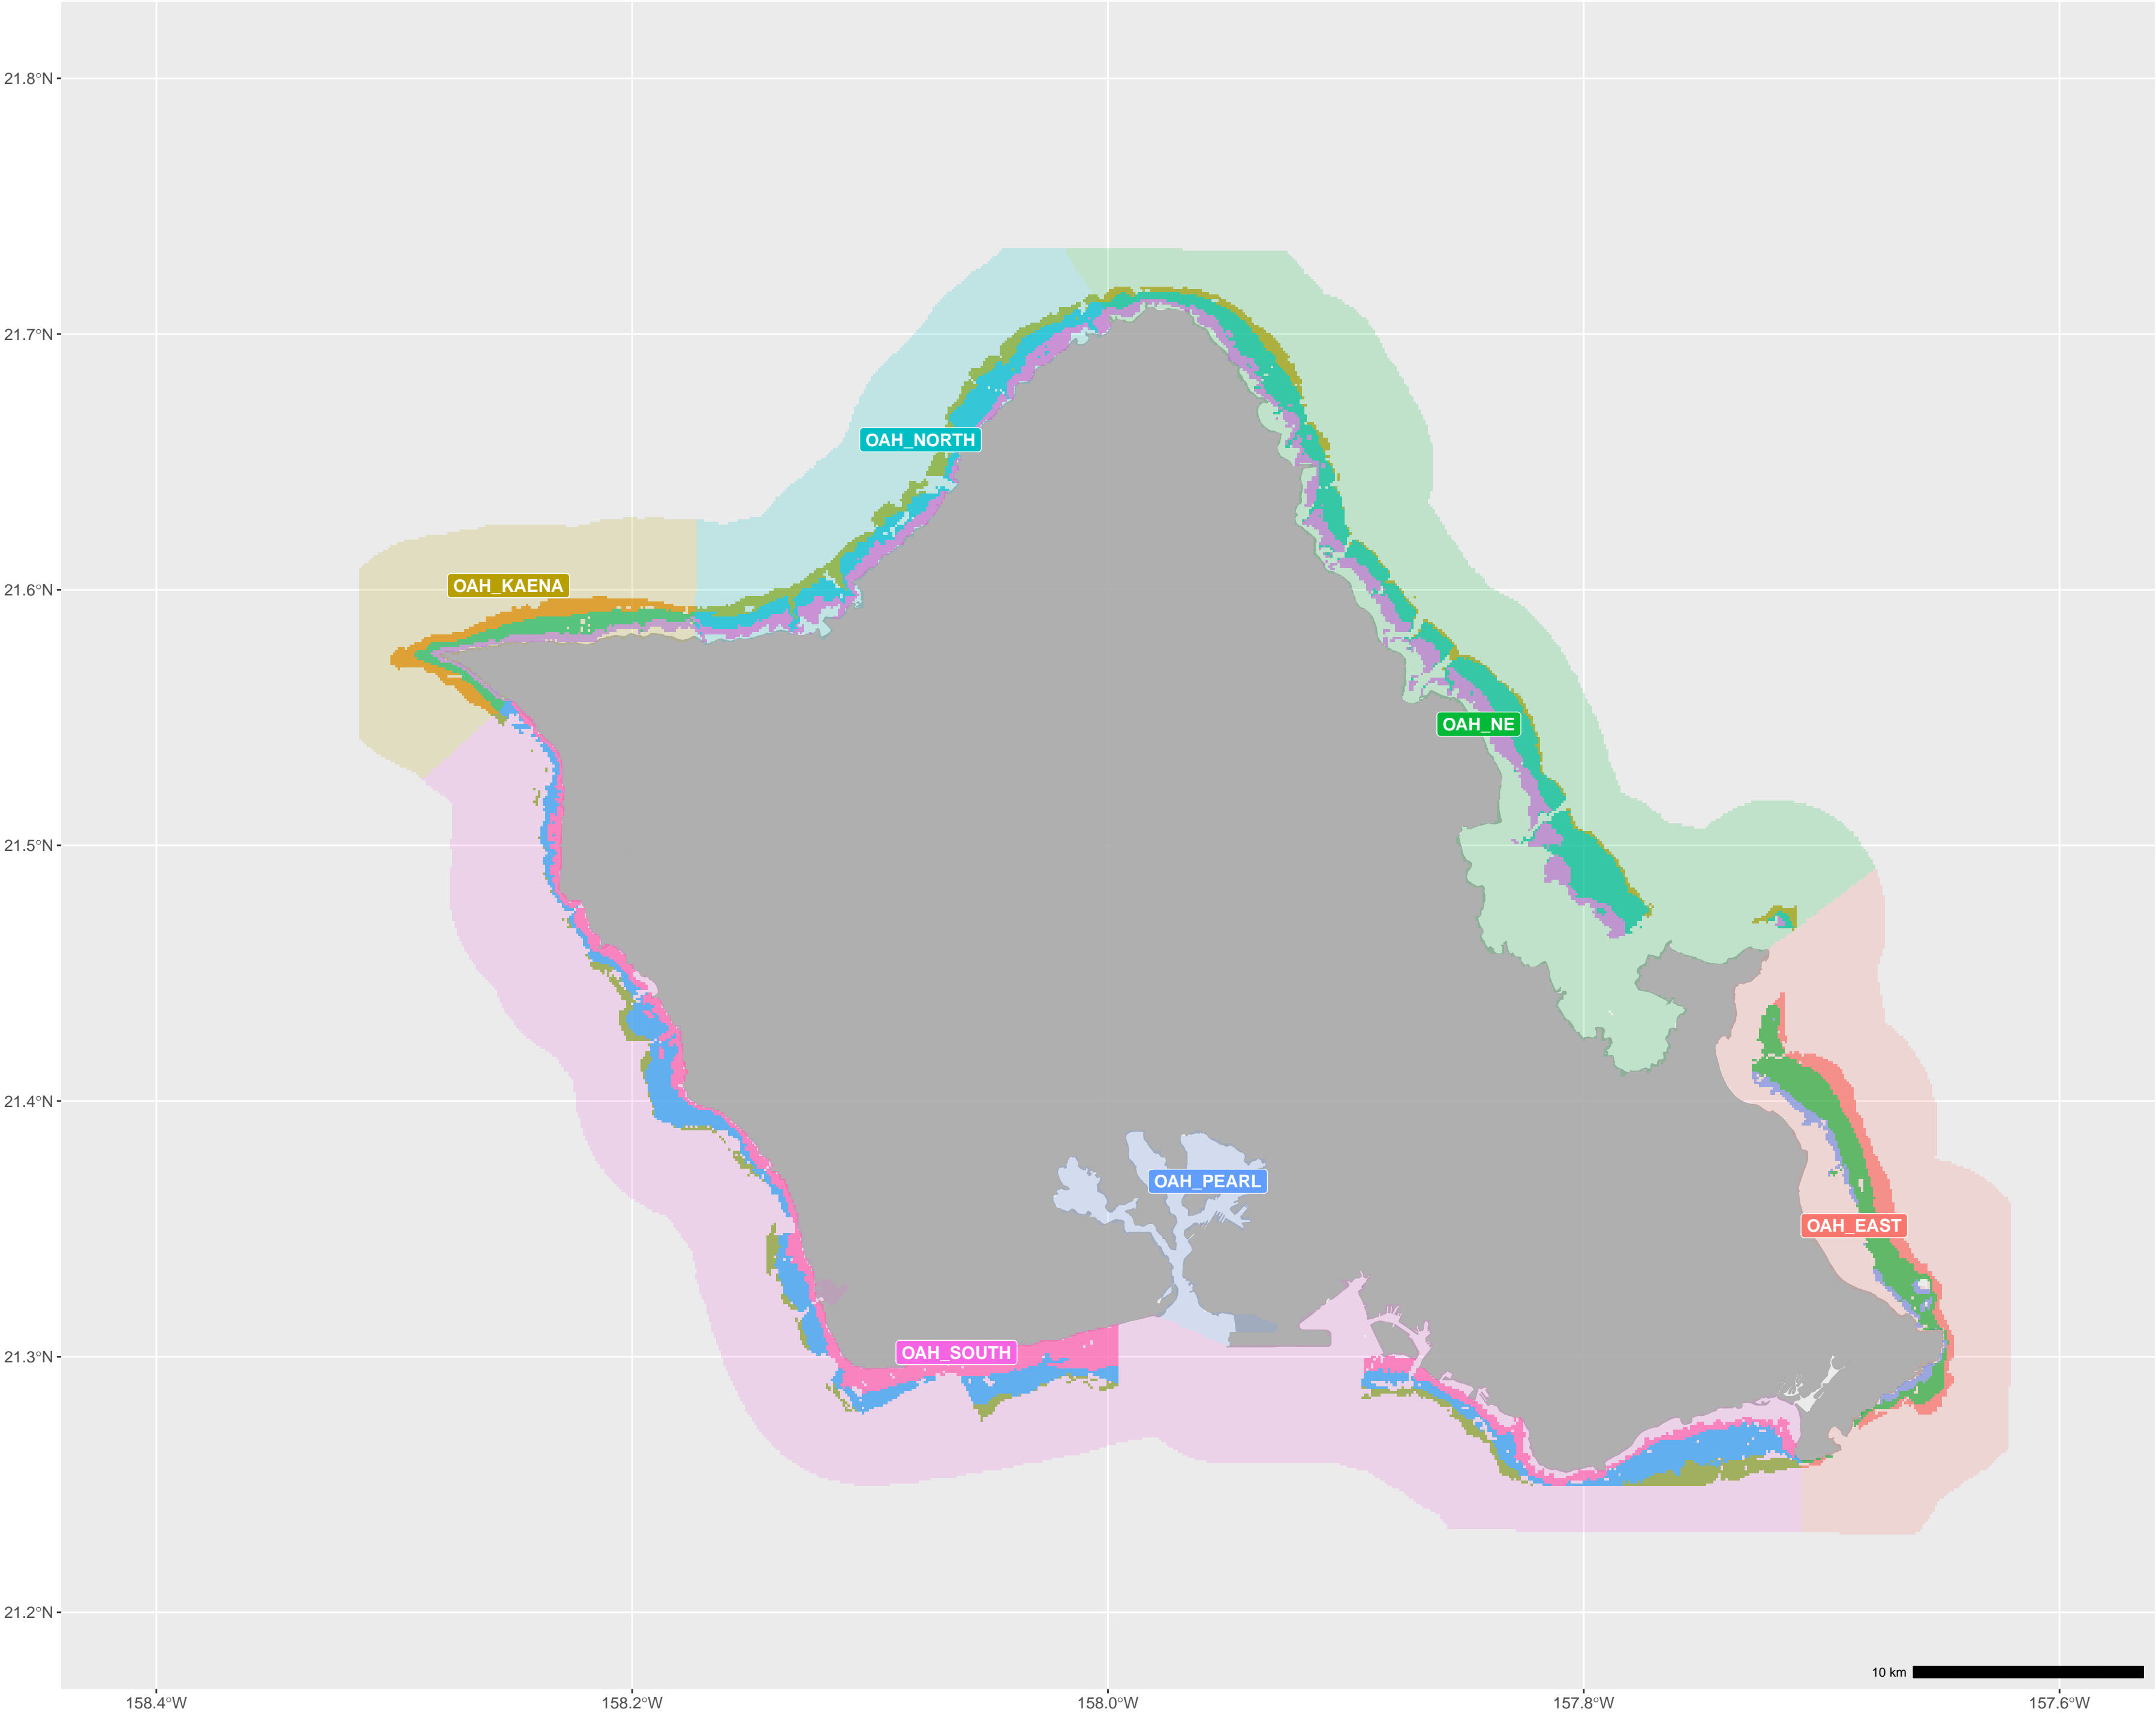 21.8°N
21.7°N
OAH_NORTH
OAH_KAENA
21.6°N
OAH_NE
21.5°N
21.4°N
OAH_PEARL
OAH_EAST
OAH_SOUTH
21.3°N
21.2°N
10 km
158.4°W 158.2°W 158.0°W 157.8°W 157.6°W